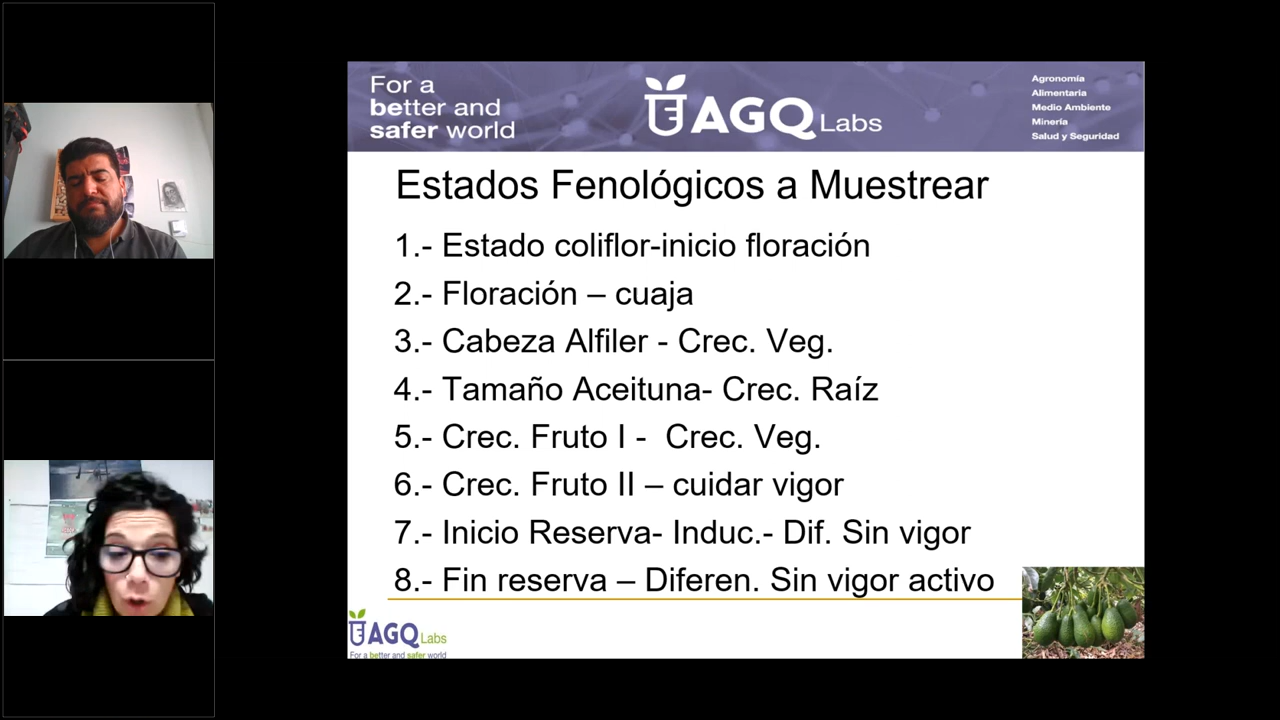 For a
better and
safer world
AGQ Labs
Agronomía
Alimentaria
Medio Ambiente
Minería
Salud y Seguridad
Estados Fenológicos a Muestrear
1.- Estado coliflor-inicio floración
2.- Floración – cuaja
3.- Cabeza Alfiler - Crec. Veg.
4.- Tamaño Aceituna- Crec. Raíz
5.- Crec. Fruto I - Crec. Veg.
6.- Crec. Fruto II – cuidar vigor
7.- Inicio Reserva- Induc.- Dif. Sin vigor
8.- Fin reserva – Diferen. Sin vigor activo
AGQ Labs
For a better and safer world